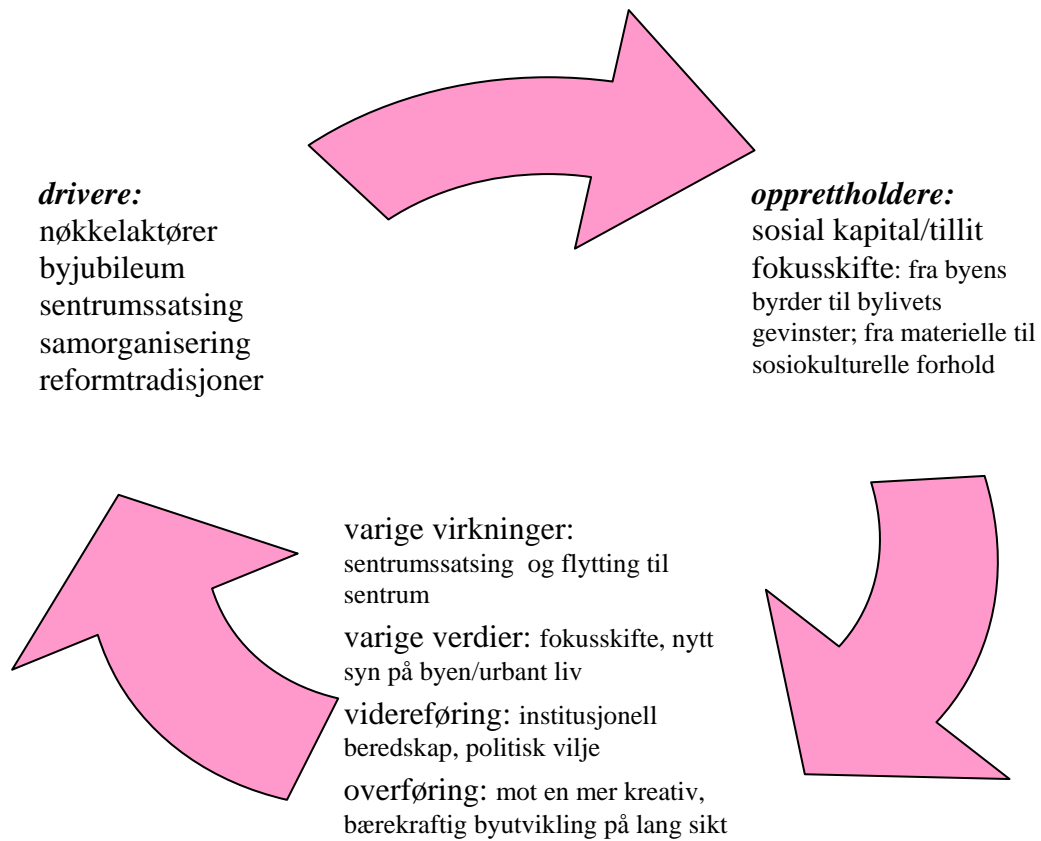 drivere:
nøkkelaktører
byjubileum
sentrumssatsing
samorganisering
reformtradisjoner
opprettholdere:
sosial kapital/tillit
fokusskifte: fra byens
byrder til bylivets
gevinster; fra materielle til
sosiokulturelle forhold
varige virkninger:
sentrumssatsing og flytting til
sentrum
varige verdier: fokusskifte, nytt
syn på byen/urbant liv
videreføring: institusjonell
beredskap, politisk vilje
overføring: mot en mer kreativ,
bærekraftig byutvikling på lang sikt